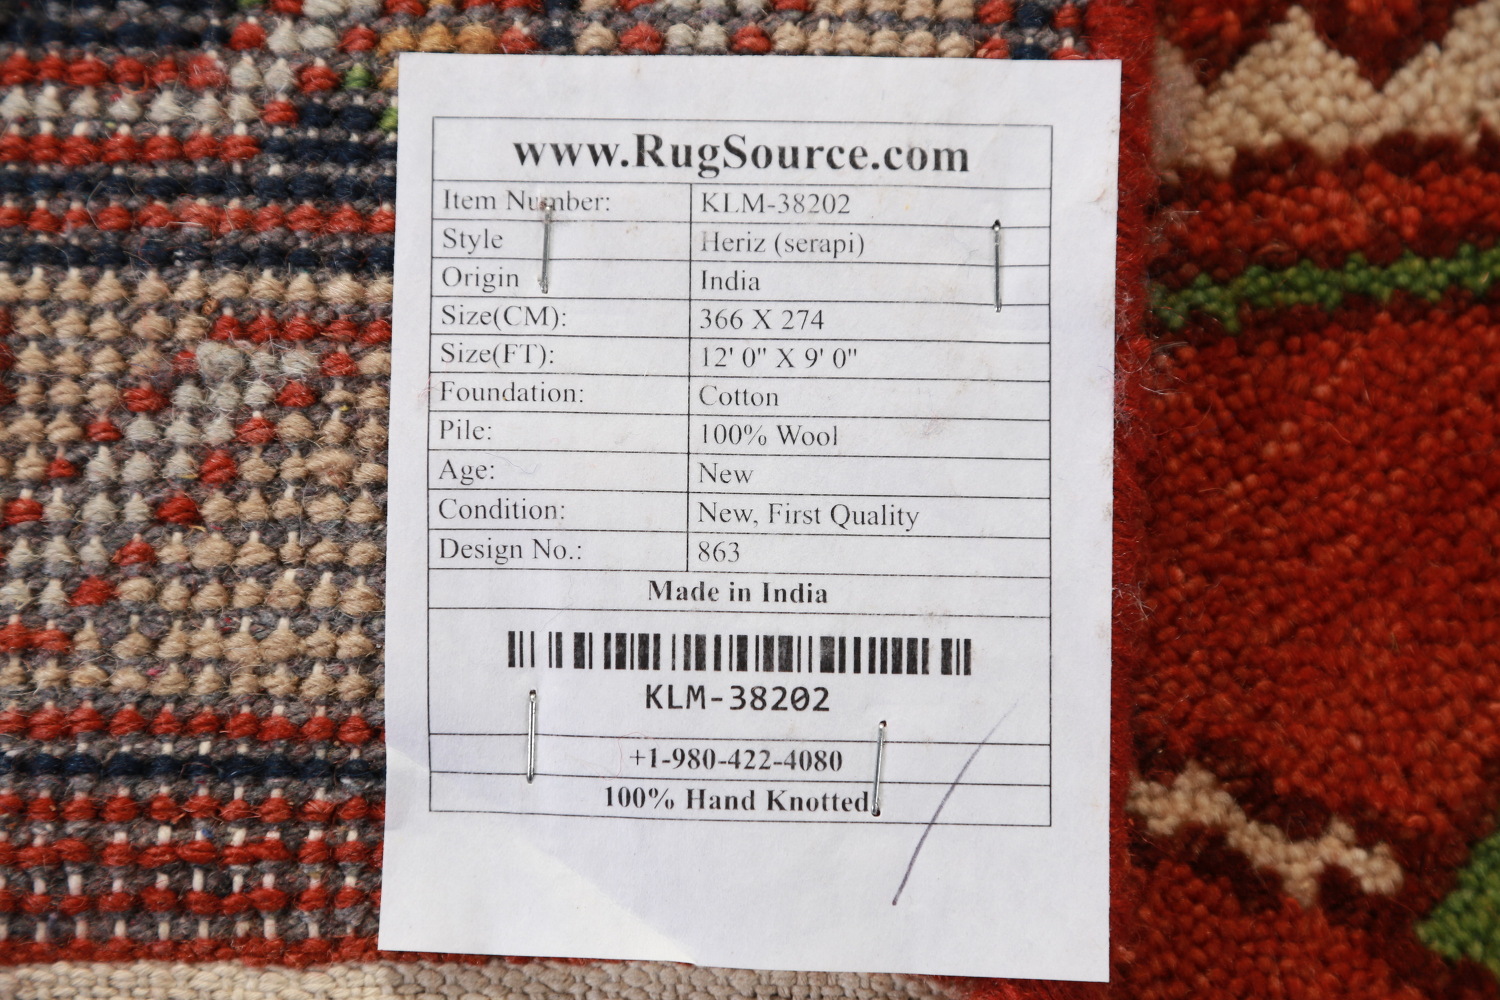 www.RugSource.com
Item Number: KLM-38202
Style Heriz (serapi)
Origin India
Size(CM): 366 X 274
Size(FT): 12' 0" X 9' 0"
Foundation: Cotton
Pile: 100% Wool
Age: New
Condition: New, First Quality
Design No.: 863
Made in India
KLM-38202
+1-980-422-4080
100% Hand Knotted